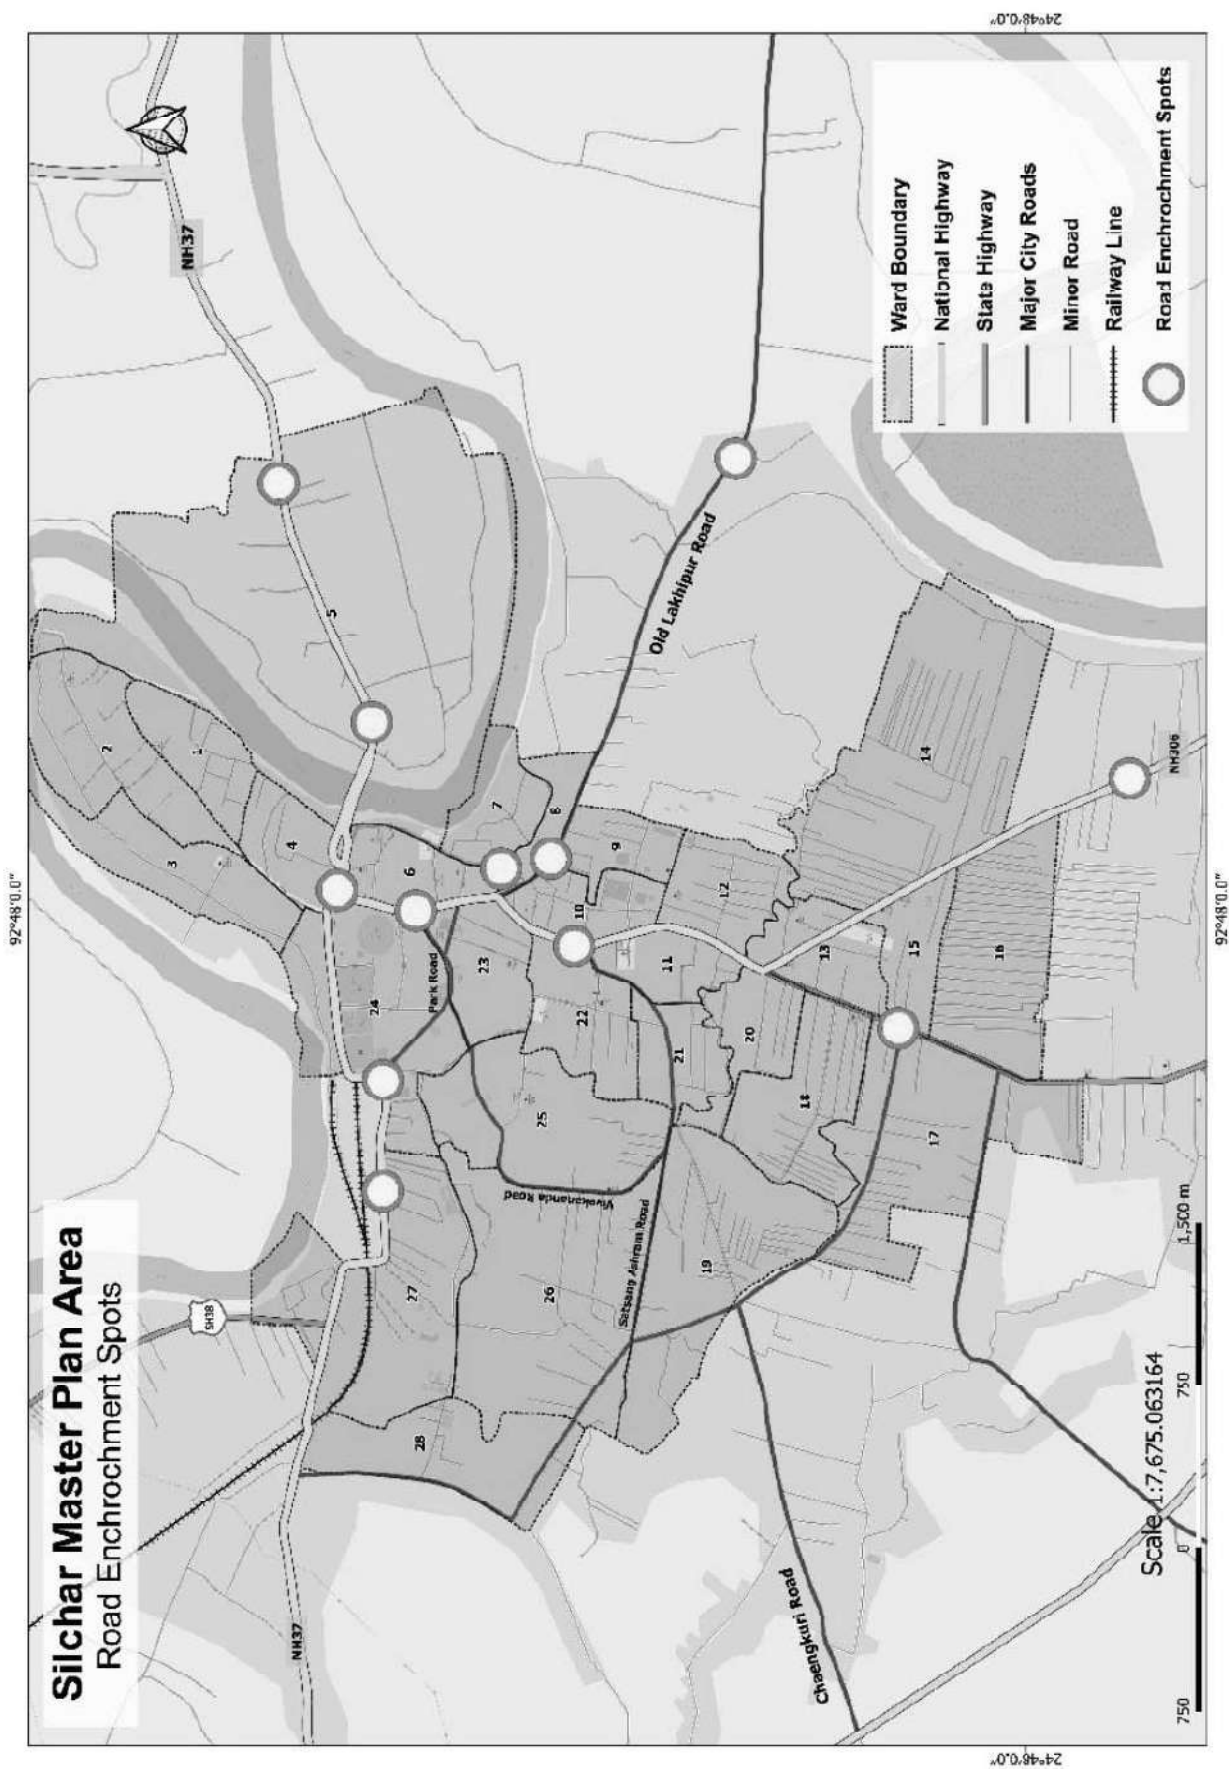 Silchar Master Plan Area
Road Enchrochment Spots
92°48'0.0"
92°48'0.0"
24°48'0.0"
24°48'0.0"
NH37
NH37
SH38
NH306
Old Lakhipur Road
Park Road
Vivekananda Road
Satsang Ashram Road
Chaengkuri Road
1
2
3
4
5
6
7
8
9
10
11
12
13
14
15
16
17
18
19
20
21
22
23
24
25
26
27
28
Ward Boundary
National Highway
State Highway
Major City Roads
Minor Road
Railway Line
Road Enchrochment Spots
Scale 1:7,675.063164
750 0 750 1,500 m